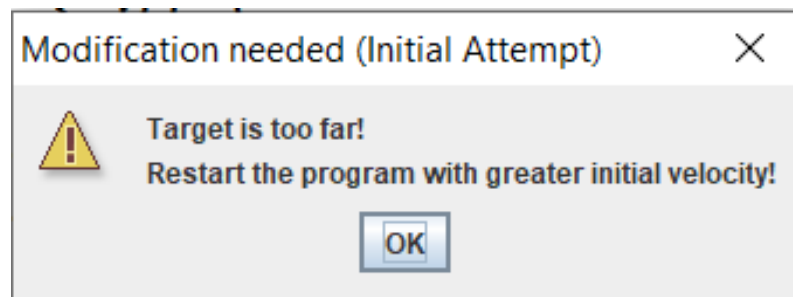 Modification needed (Initial Attempt)
Target is too far!
Restart the program with greater initial velocity!
OK